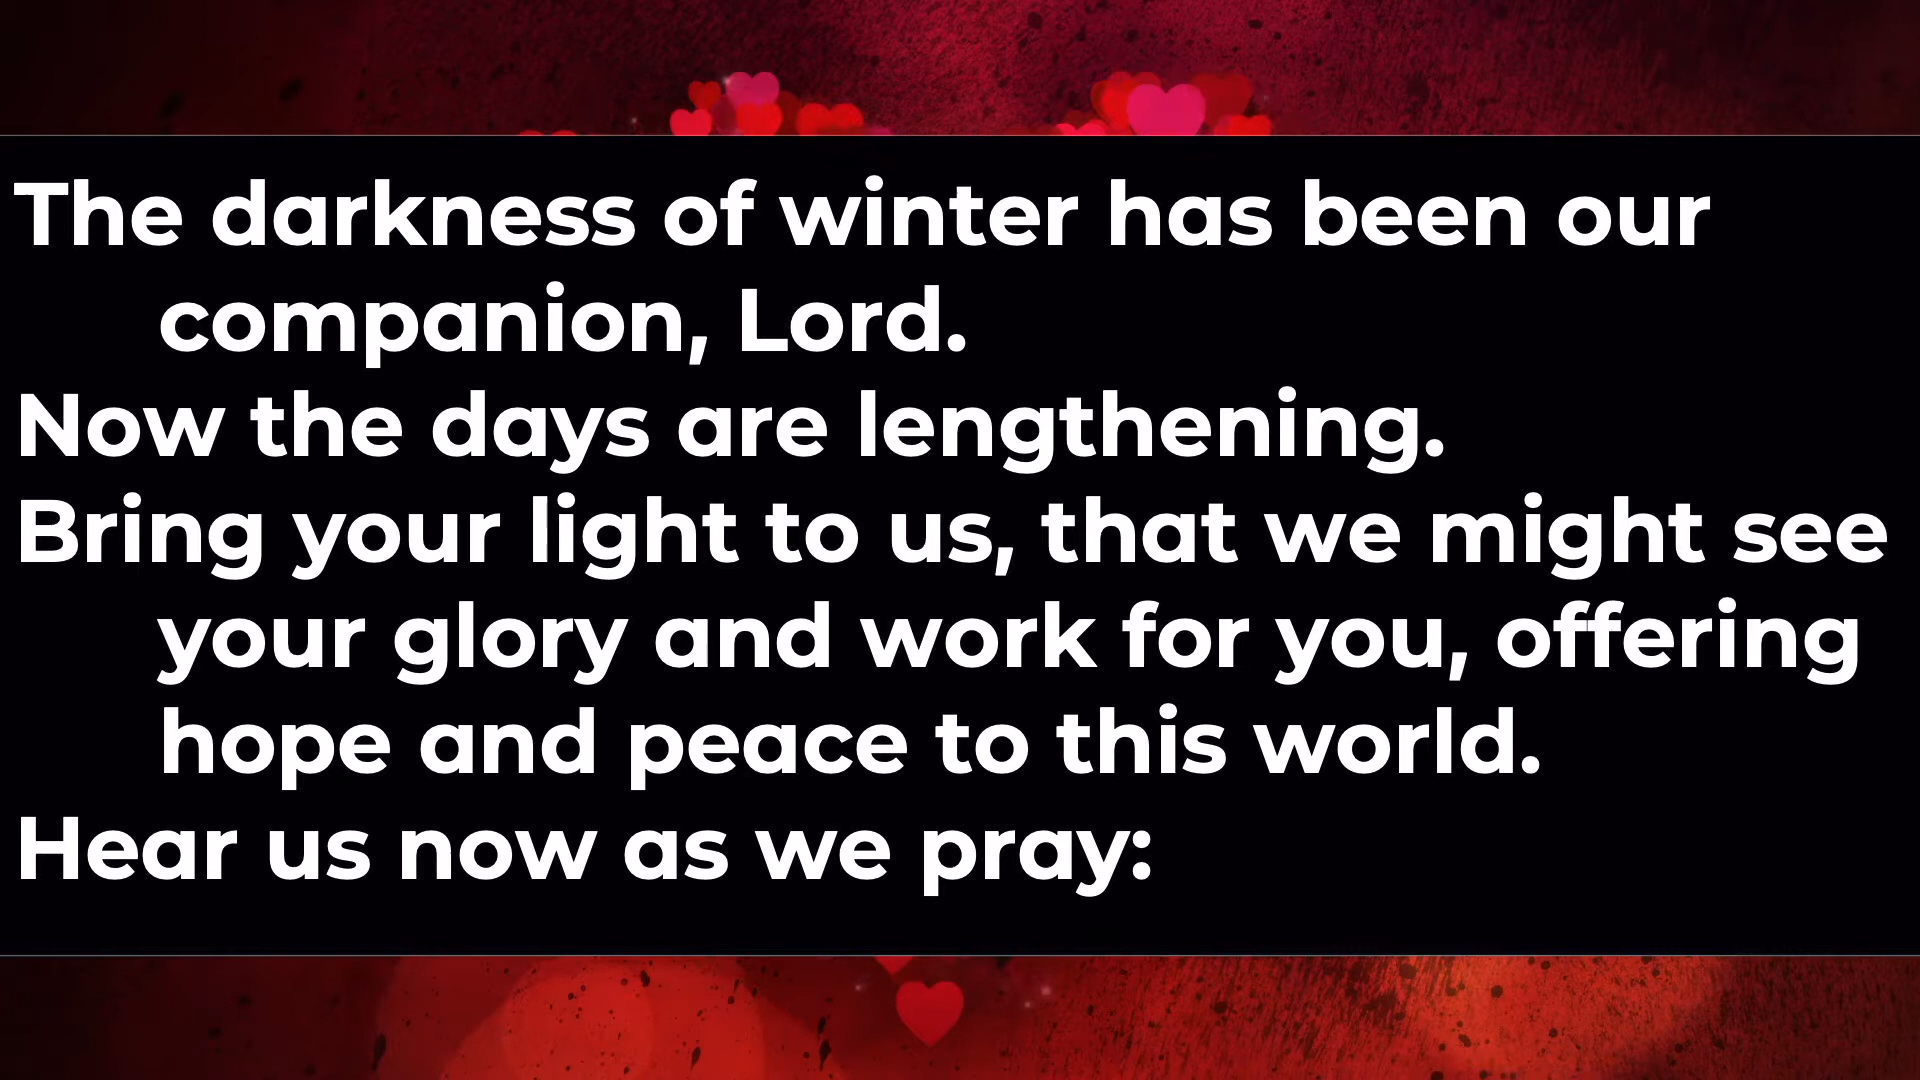 The darkness of winter has been our
companion, Lord.
Now the days are lengthening.
Bring your light to us, that we might see
your glory and work for you, offering
hope and peace to this world.
Hear us now as we pray: